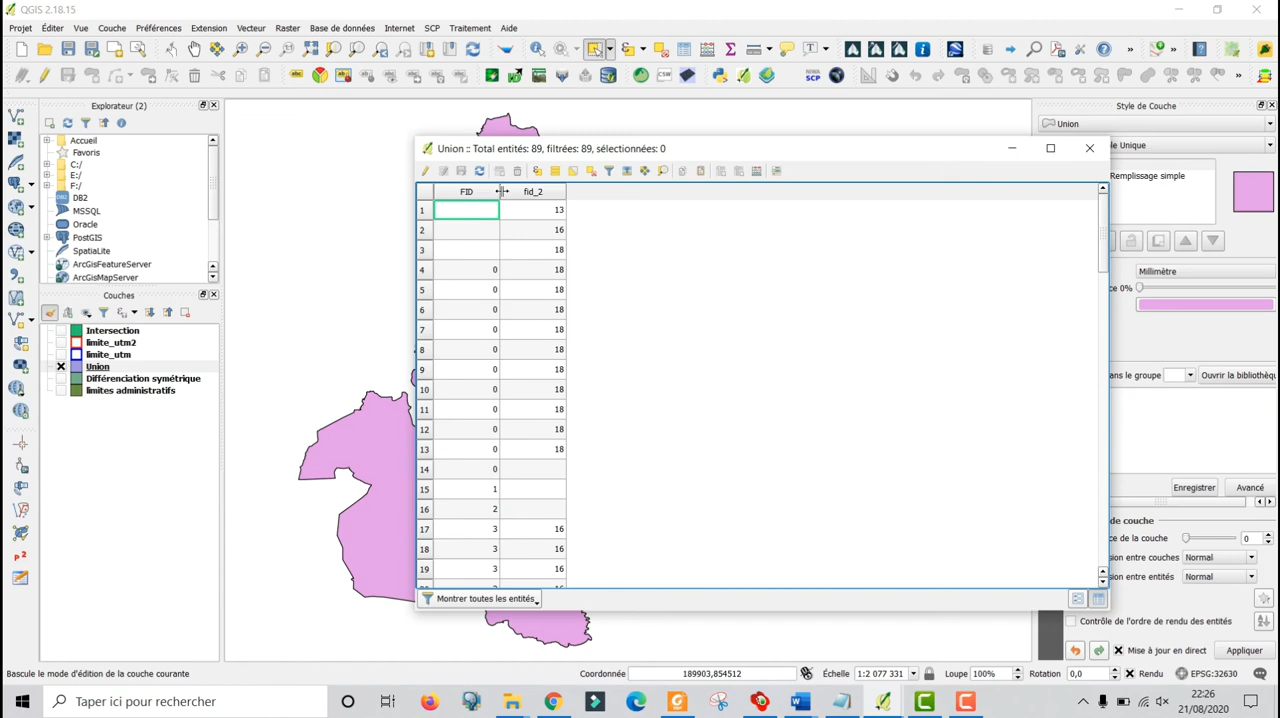 QGIS 2.18.15
Projet Éditer Vue Couche Préférences Extension Vecteur Raster Base de données Internet SCP Traitement Aide
Explorateur (2)
Accueil
Favoris
C:/
E:/
F:/
DB2
MSSQL
Oracle
PostGIS
SpatiaLite
ArcGisFeatureServer
ArcGisMapServer
Couches
Intersection
limite_utm2
limite_utm
Union
Différenciation symétrique
limites administratifs
Union :: Total entités: 89, filtrées: 89, sélectionnées: 0
FID fid_2
1 13
2 16
3 18
4 0 18
5 0 18
6 0 18
7 0 18
8 0 18
9 0 18
10 0 18
11 0 18
12 0 18
13 0 18
14 0
15 1
16 2
17 3 16
18 3 16
19 3 16
Montrer toutes les entités
Style de Couche
Union
le Unique
Remplissage simple
Millimètre
ce 0%
ans le groupe
Ouvrir la bibliothèqu
Enregistrer
Avancé
de couche
ce de la couche 0
sion entre couches Normal
sion entre entités Normal
Contrôle de l'ordre de rendu des entités
Mise à jour en direct
Appliquer
Bascule le mode d'édition de la couche courante
Coordonnée 189903,854512
Échelle 1:2 077 331
Loupe 100%
Rotation 0,0
Rendu
EPSG:32630
Taper ici pour rechercher
22:26
21/08/2020